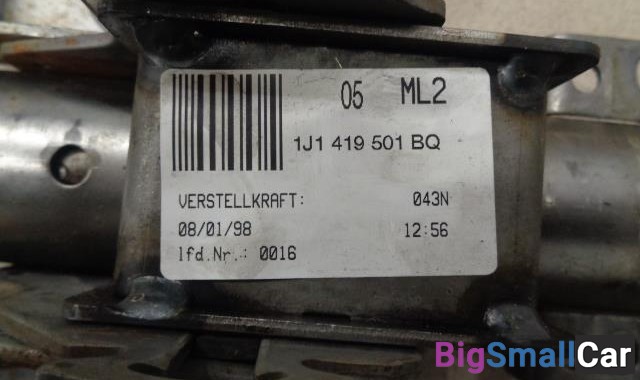 05 ML2
1J1 419 501 BQ
VERSTELLKRAFT: 043N
08/01/98 12:56
lfd.Nr.: 0016
BigSmallCar